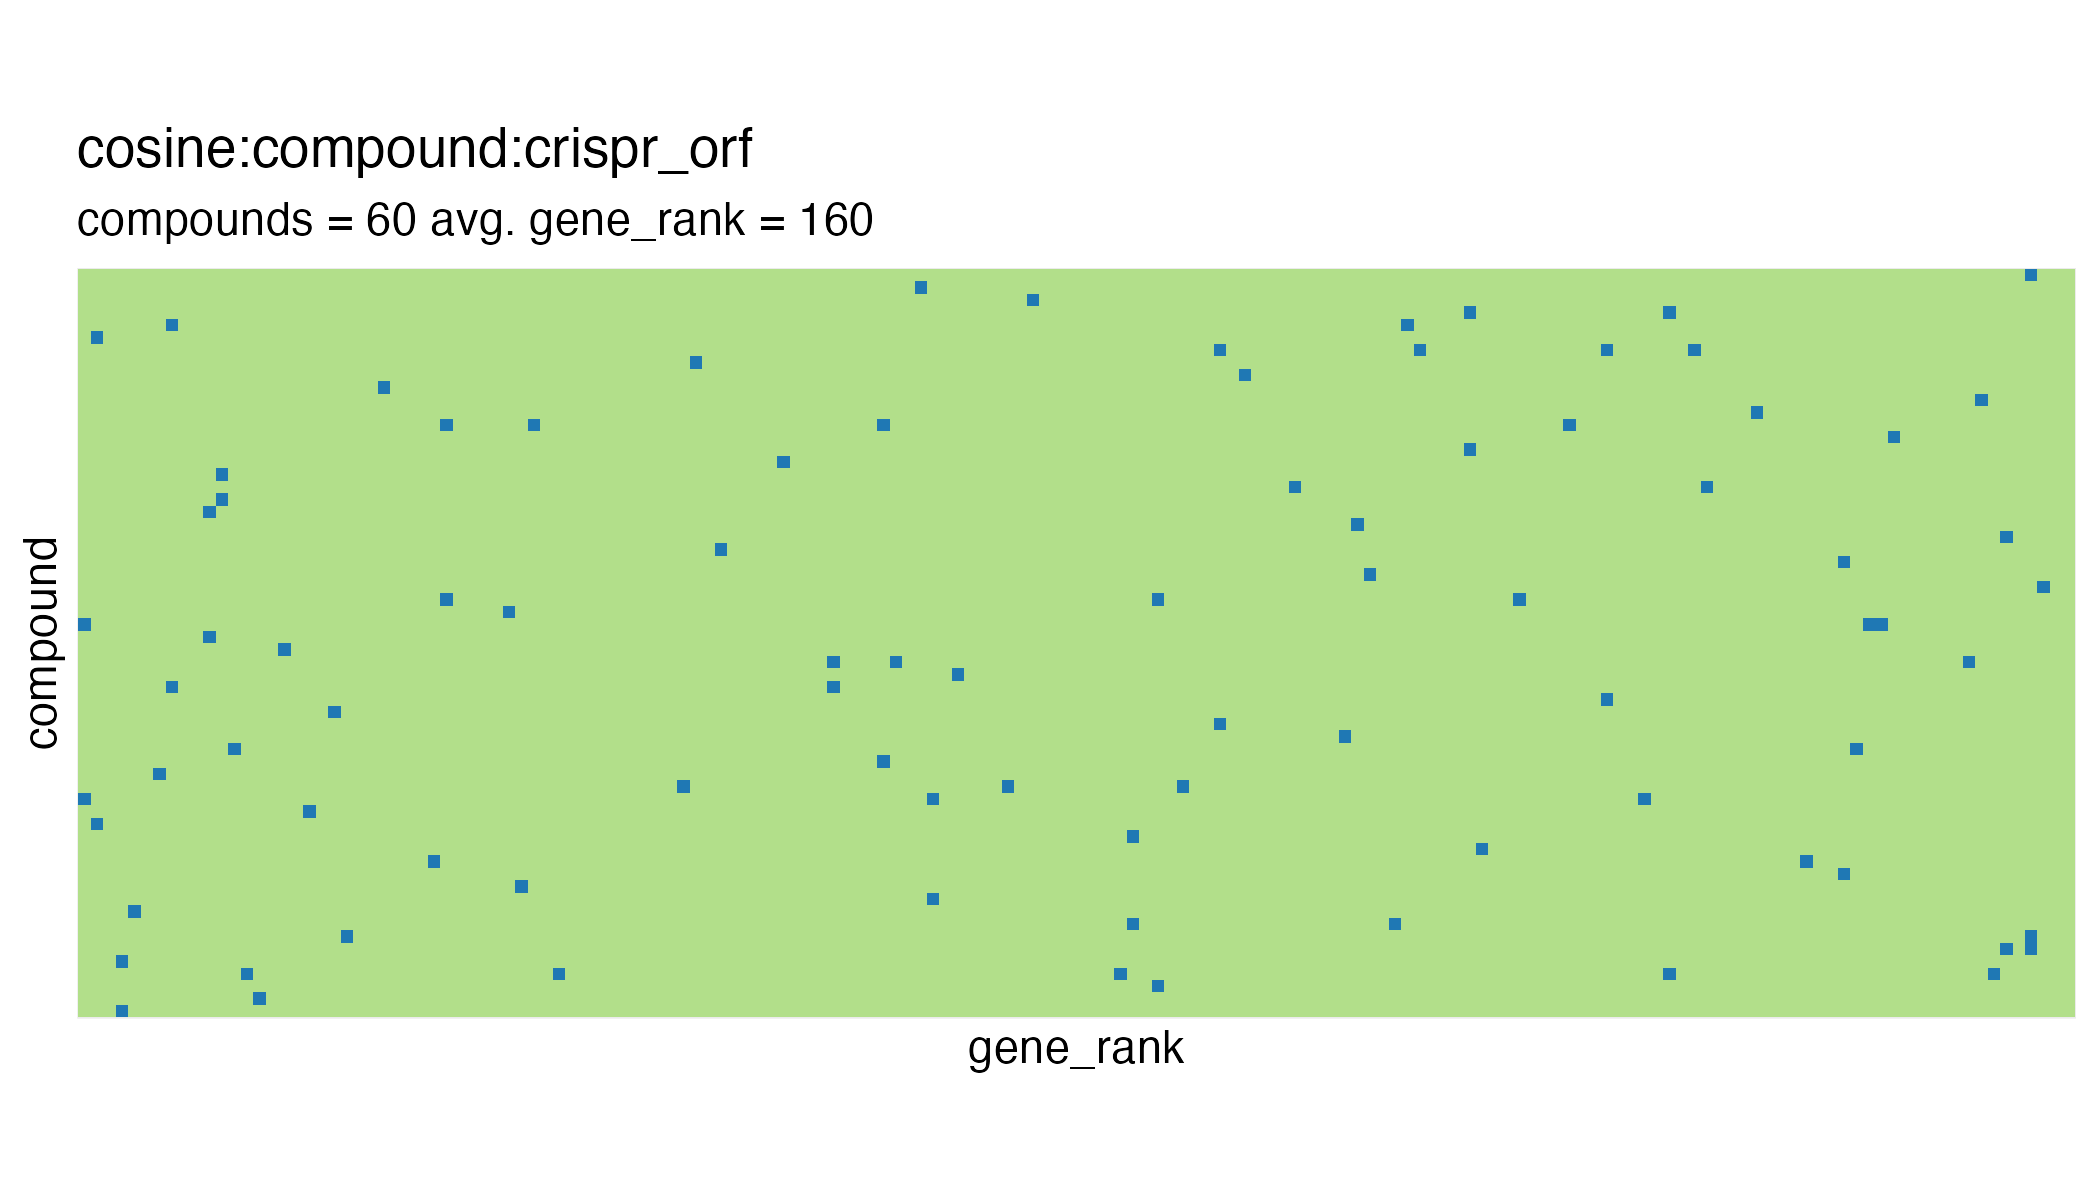 cosine:compound:crispr_orf
compounds = 60 avg. gene_rank = 160
compound
gene_rank